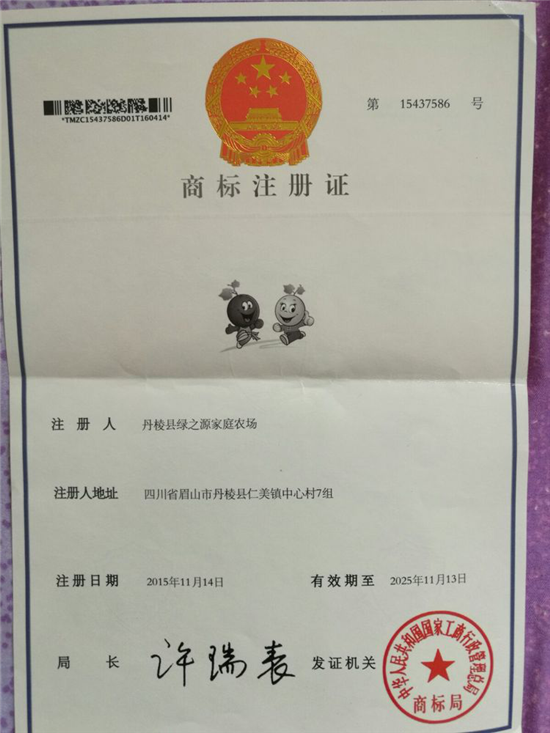 *TMZC15437586D01T160414*
第 15437586 号
商标注册证
注册人 丹棱县绿之源家庭农场
注册人地址 四川省眉山市丹棱县仁美镇中心村7组
注册日期 2015年11月14日 有效期至 2025年11月13日
局长 许瑞表 发证机关
中华人民共和国国家工商行政管理总局
商标局